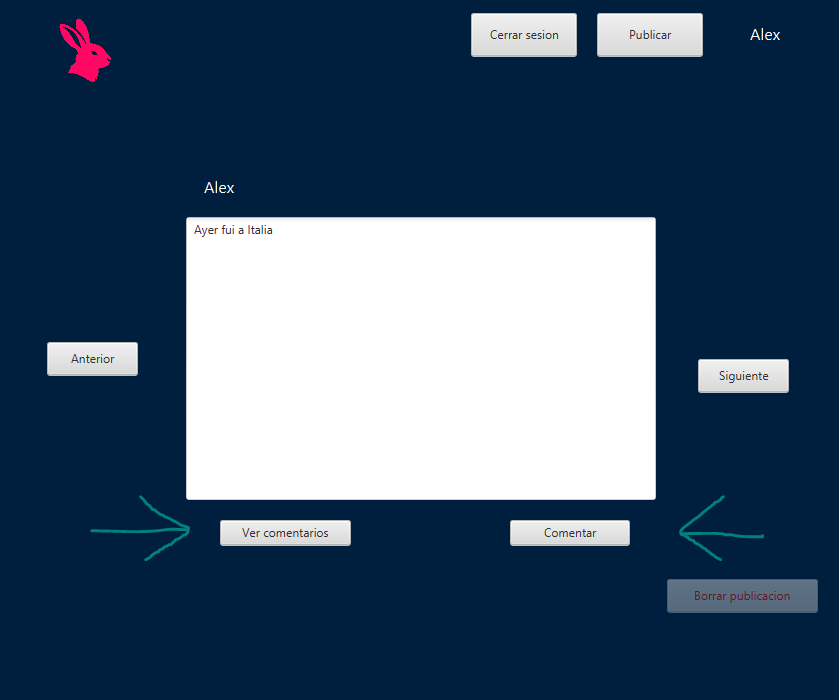 Cerrar sesion
Publicar
Alex
Alex
Ayer fui a Italia
Anterior
Siguiente
Ver comentarios
Comentar
Borrar publicacion